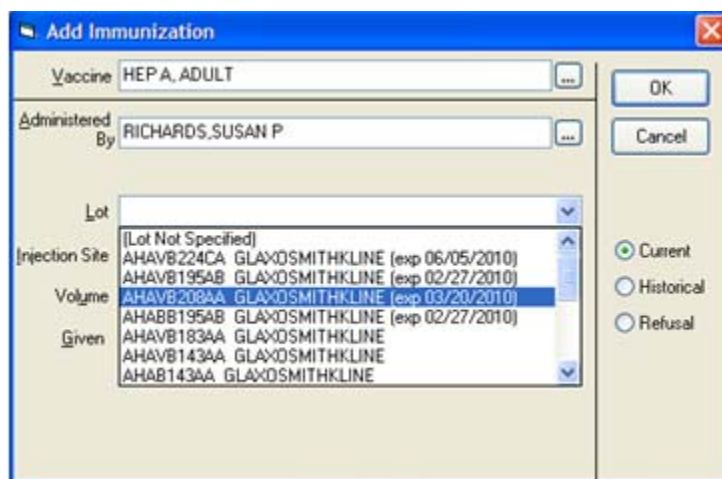 Add Immunization
Vaccine HEP A, ADULT ...
OK
Administered By RICHARDS,SUSAN P ...
Cancel
Lot
(Lot Not Specified)
Injection Site AHAVB224CA GLAXOSMITHKLINE (exp 06/05/2010)
Current
AHAVB195AB GLAXOSMITHKLINE (exp 02/27/2010)
Volume AHAVB208AA GLAXOSMITHKLINE (exp 03/20/2010)
Historical
AHABB195AB GLAXOSMITHKLINE (exp 02/27/2010)
Given AHAVB183AA GLAXOSMITHKLINE
Refusal
AHAVB143AA GLAXOSMITHKLINE
AHAB143AA GLAXOSMITHKLINE